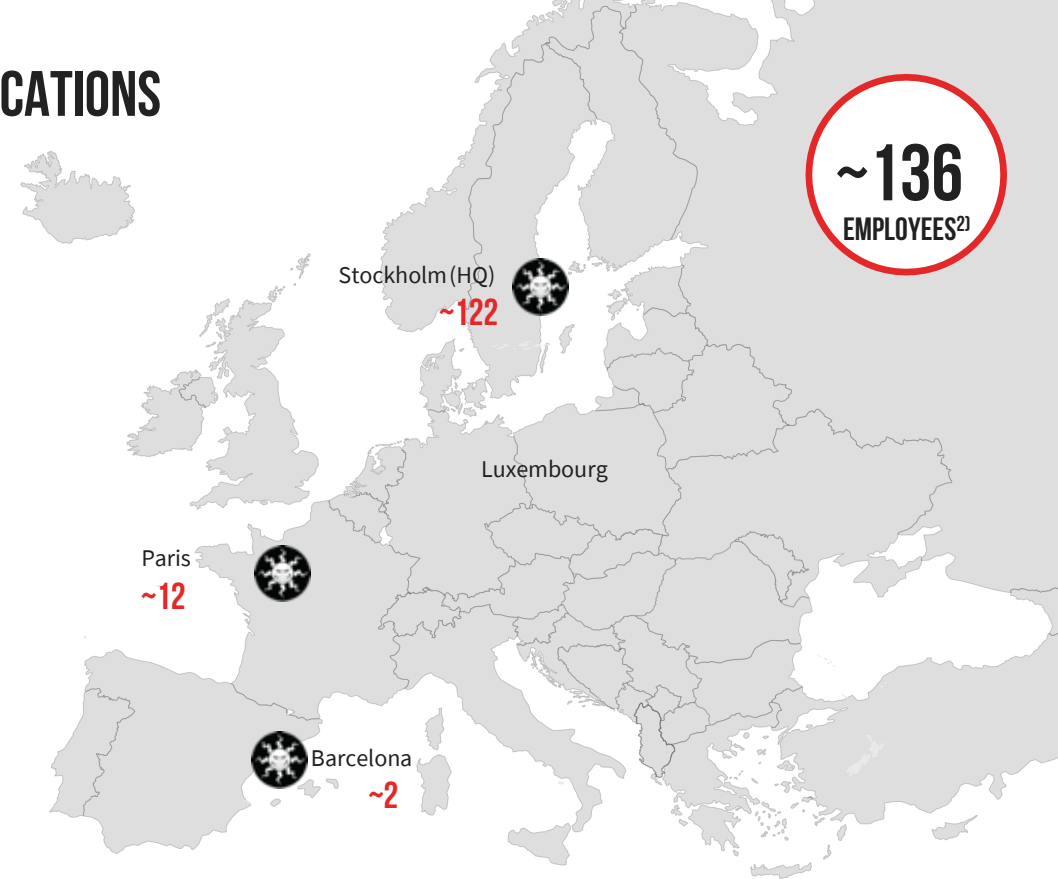 CATIONS
~136
EMPLOYEES2)
Stockholm (HQ)
~122
Luxembourg
Paris
~12
Barcelona
~2